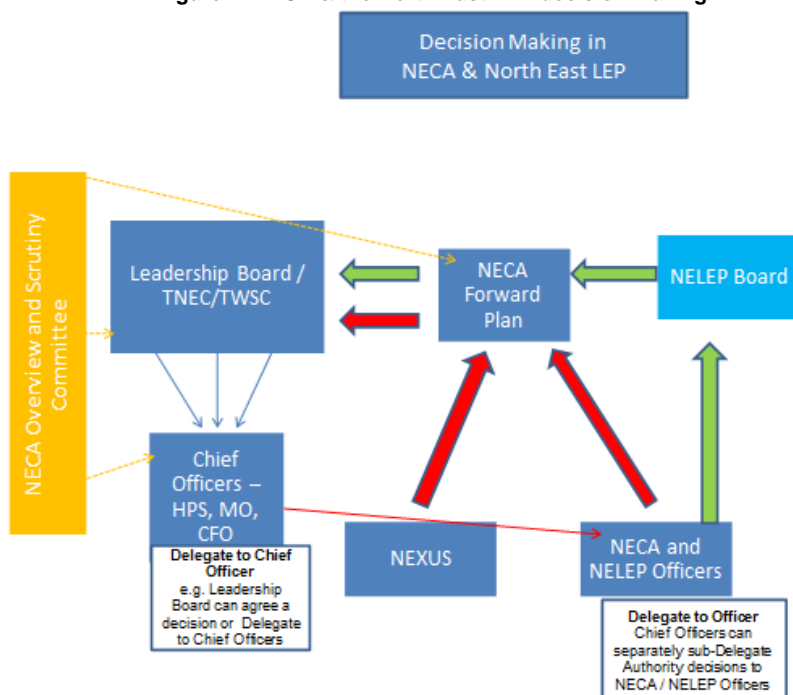 Decision Making in
NECA & North East LEP
NECA Overview and Scrutiny
Committee
Leadership Board /
TNEC/TWSC
NECA
Forward
Plan
NELEP Board
Chief
Officers –
HPS, MO,
CFO
Delegate to Chief
Officer
e.g. Leadership
Board can agree a
decision or Delegate
to Chief Officers
NEXUS
NECA and
NELEP Officers
Delegate to Officer
Chief Officers can
separately sub-Delegate
Authority decisions to
NECA / NELEP Officers